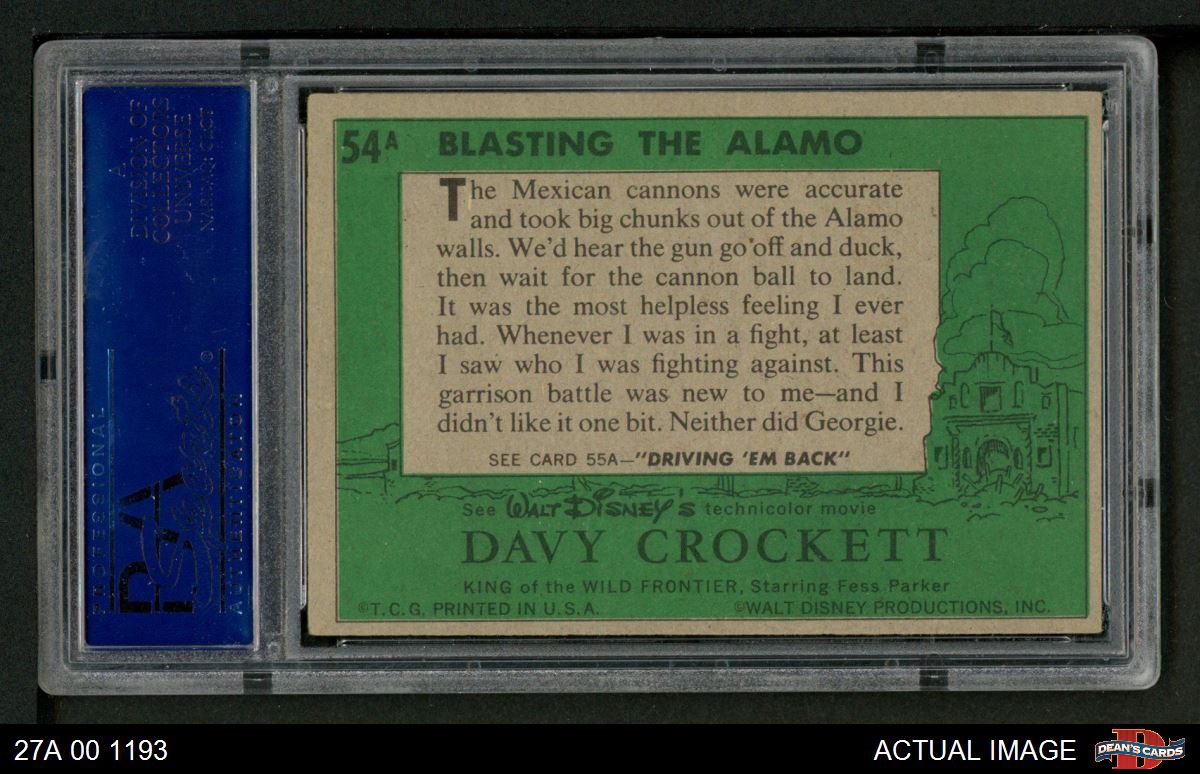 A
DIVISION OF
COLLECTORS
UNIVERSE
NASDAQ: CLCT
PROFESSIONAL
PSA
Sports
®
AUTHENTICATOR
54A BLASTING THE ALAMO
The Mexican cannons were accurate
and took big chunks out of the Alamo
walls. We'd hear the gun go off and duck,
then wait for the cannon ball to land.
It was the most helpless feeling I ever
had. Whenever I was in a fight, at least
I saw who I was fighting against. This
garrison battle was new to me—and I
didn't like it one bit. Neither did Georgie.
SEE CARD 55A—"DRIVING 'EM BACK"
See WALT DISNEY'S technicolor movie
DAVY CROCKETT
KING of the WILD FRONTIER, Starring Fess Parker
©T.C.G. PRINTED IN U.S.A. ©WALT DISNEY PRODUCTIONS, INC.
27A 00 1193 ACTUAL IMAGE
D
DEAN'S CARDS